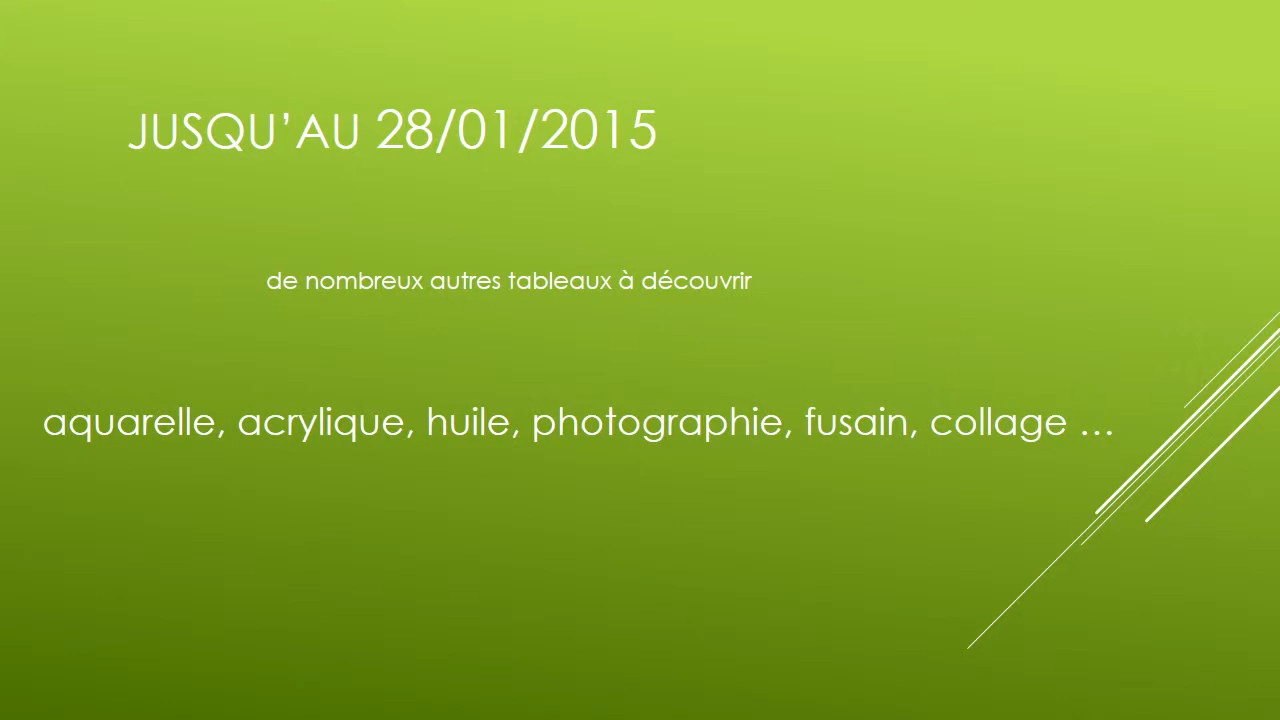 JUSQU’AU 28/01/2015
de nombreux autres tableaux à découvrir
aquarelle, acrylique, huile, photographie, fusain, collage …